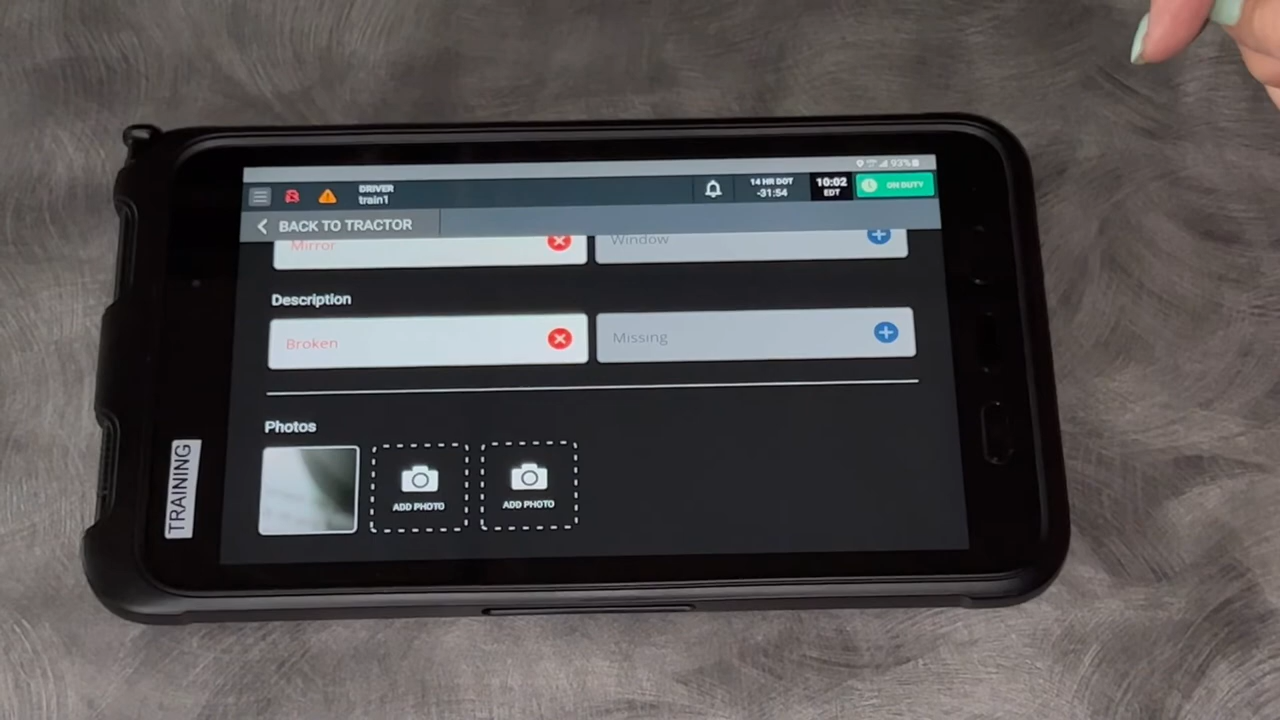 93%
DRIVER
train1
14 HR DOT
-31:54
10:02
EDT
ON DUTY
BACK TO TRACTOR
Mirror
Window
Description
Broken
Missing
Photos
ADD PHOTO
ADD PHOTO
TRAINING